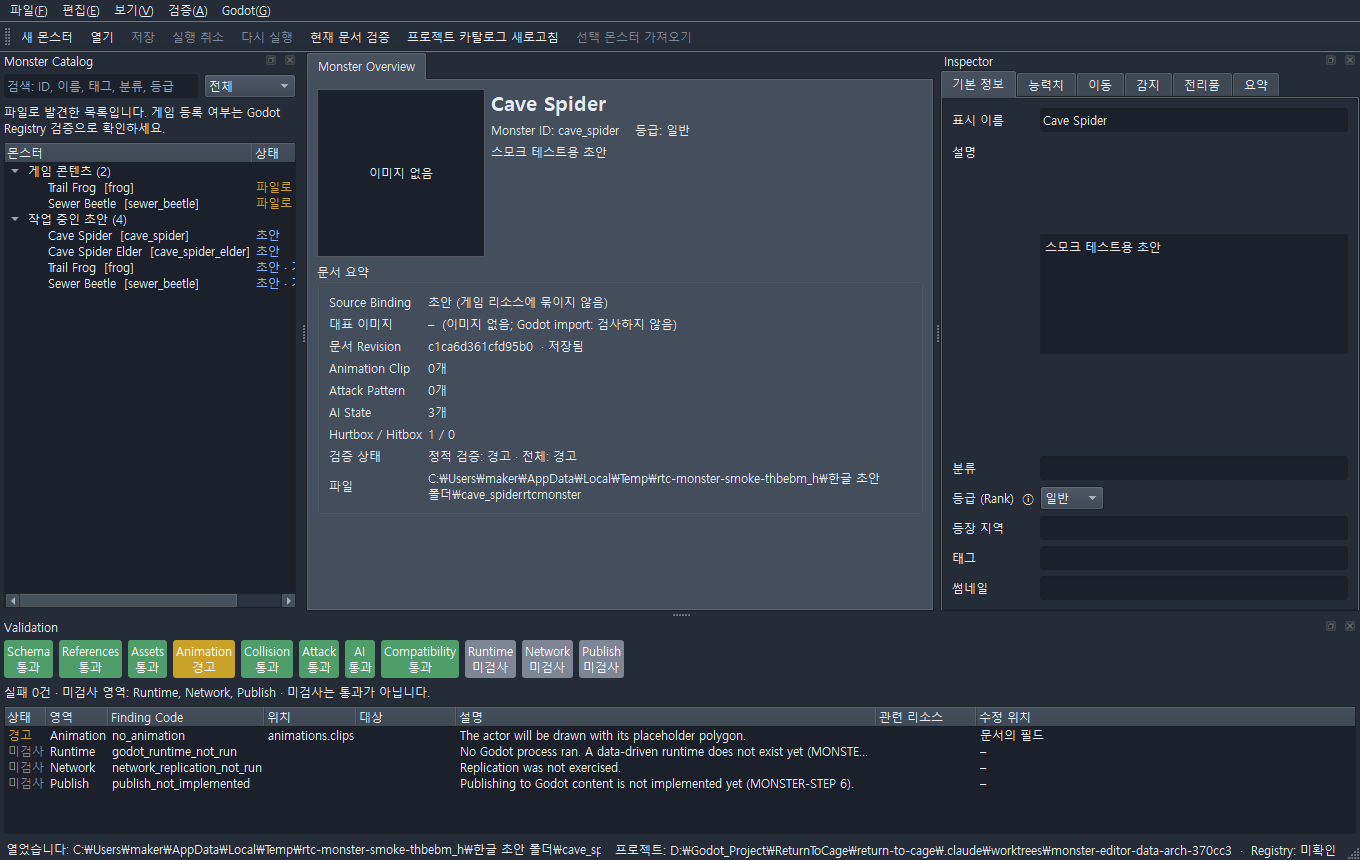 파일(F) 편집(E) 보기(V) 검증(A) Godot(G)
새 몬스터 열기 저장 실행 취소 다시 실행 현재 문서 검증 프로젝트 카탈로그 새로고침 선택 몬스터 가져오기
Monster Catalog
검색: ID, 이름, 태그, 분류, 등급 전체
파일로 발견한 목록입니다. 게임 등록 여부는 Godot
Registry 검증으로 확인하세요.
몬스터 상태
게임 콘텐츠 (2)
Trail Frog [frog] 파일로
Sewer Beetle [sewer_beetle] 파일로
작업 중인 초안 (4)
Cave Spider [cave_spider] 초안
Cave Spider Elder [cave_spider_elder] 초안
Trail Frog [frog] 초안 ·
Sewer Beetle [sewer_beetle] 초안 ·
Monster Overview
이미지 없음
Cave Spider
Monster ID: cave_spider 등급: 일반
스모크 테스트용 초안
문서 요약
Source Binding 초안 (게임 리소스에 묶이지 않음)
대표 이미지 – (이미지 없음; Godot import: 검사하지 않음)
문서 Revision c1ca6d361cfd95b0 · 저장됨
Animation Clip 0개
Attack Pattern 0개
AI State 3개
Hurtbox / Hitbox 1 / 0
검증 상태 정적 검증: 경고 · 전체: 경고
파일 C:₩Users₩maker₩AppData₩Local₩Temp₩rtc-monster-smoke-thbebm_h₩한글 초안
폴더₩cave_spider.rtcmonster
Inspector
기본 정보 능력치 이동 감지 전리품 요약
표시 이름 Cave Spider
설명
스모크 테스트용 초안
분류
등급 (Rank) ⓘ 일반
등장 지역
태그
썸네일
Validation
Schema 통과 References 통과 Assets 통과 Animation 경고 Collision 통과 Attack 통과 AI 통과 Compatibility 통과 Runtime 미검사 Network 미검사 Publish 미검사
실패 0건 · 미검사 영역: Runtime, Network, Publish · 미검사는 통과가 아닙니다.
상태 영역 Finding Code 위치 대상 설명 관련 리소스 수정 위치
경고 Animation no_animation animations.clips The actor will be drawn with its placeholder polygon. 문서의 필드
미검사 Runtime godot_runtime_not_run No Godot process ran. A data-driven runtime does not exist yet (MONSTE... –
미검사 Network network_replication_not_run Replication was not exercised. –
미검사 Publish publish_not_implemented Publishing to Godot content is not implemented yet (MONSTER-STEP 6). –
열었습니다: C:₩Users₩maker₩AppData₩Local₩Temp₩rtc-monster-smoke-thbebm_h₩한글 초안 폴더₩cave_sp 프로젝트: D:₩Godot_Project₩ReturnToCage₩return-to-cage₩.claude₩worktrees₩monster-editor-data-arch-370cc3 · Registry: 미확인